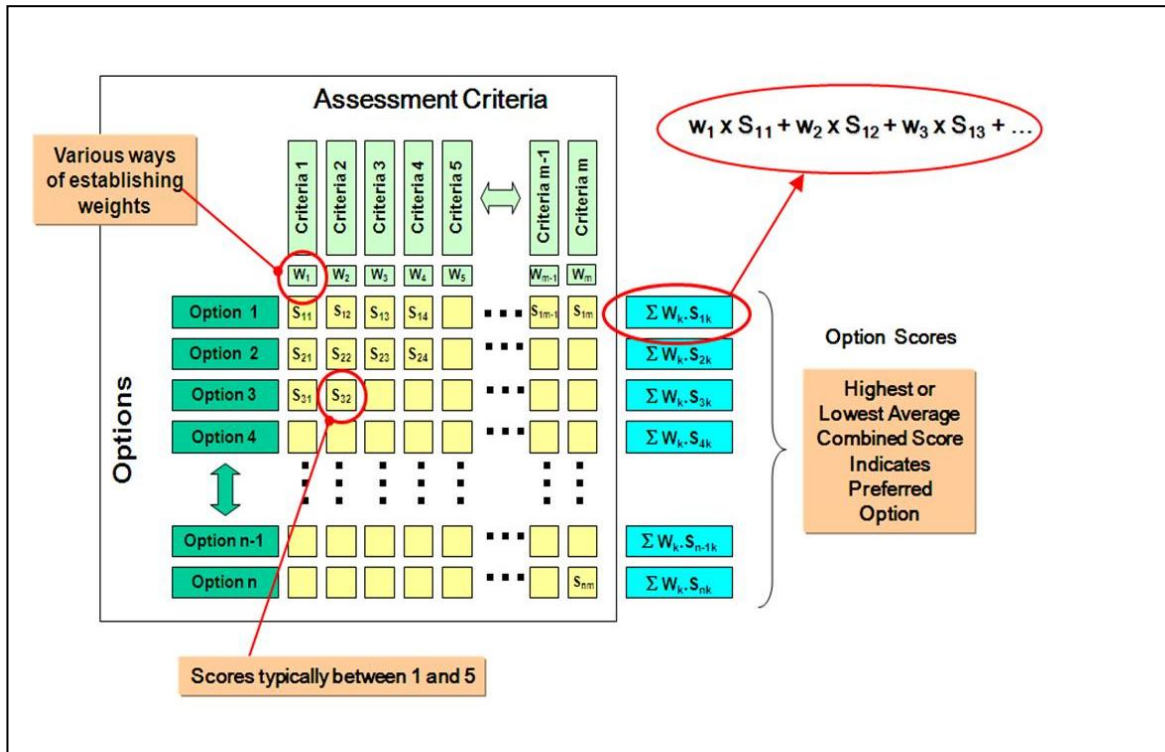 Assessment Criteria
w₁ x S₁₁ + w₂ x S₁₂ + w₃ x S₁₃ + ...
Various ways
of establishing
weights
Criteria 1
Criteria 2
Criteria 3
Criteria 4
Criteria 5
Criteria m-1
Criteria m
W₁ W₂ W₃ W₄ W₅ Wₘ₋₁ Wₘ
Options
Option 1 S₁₁ S₁₂ S₁₃ S₁₄ ... S₁ₘ₋₁ S₁ₘ Σ Wₖ.S₁ₖ
Option 2 S₂₁ S₂₂ S₂₃ S₂₄ ... Σ Wₖ.S₂ₖ
Option 3 S₃₁ S₃₂ ... Σ Wₖ.S₃ₖ
Option 4 ... Σ Wₖ.S₄ₖ
Option n-1 ... Σ Wₖ.Sₙ₋₁ₖ
Option n ... Sₙₘ Σ Wₖ.Sₙₖ
Option Scores
Highest or
Lowest Average
Combined Score
Indicates
Preferred
Option
Scores typically between 1 and 5